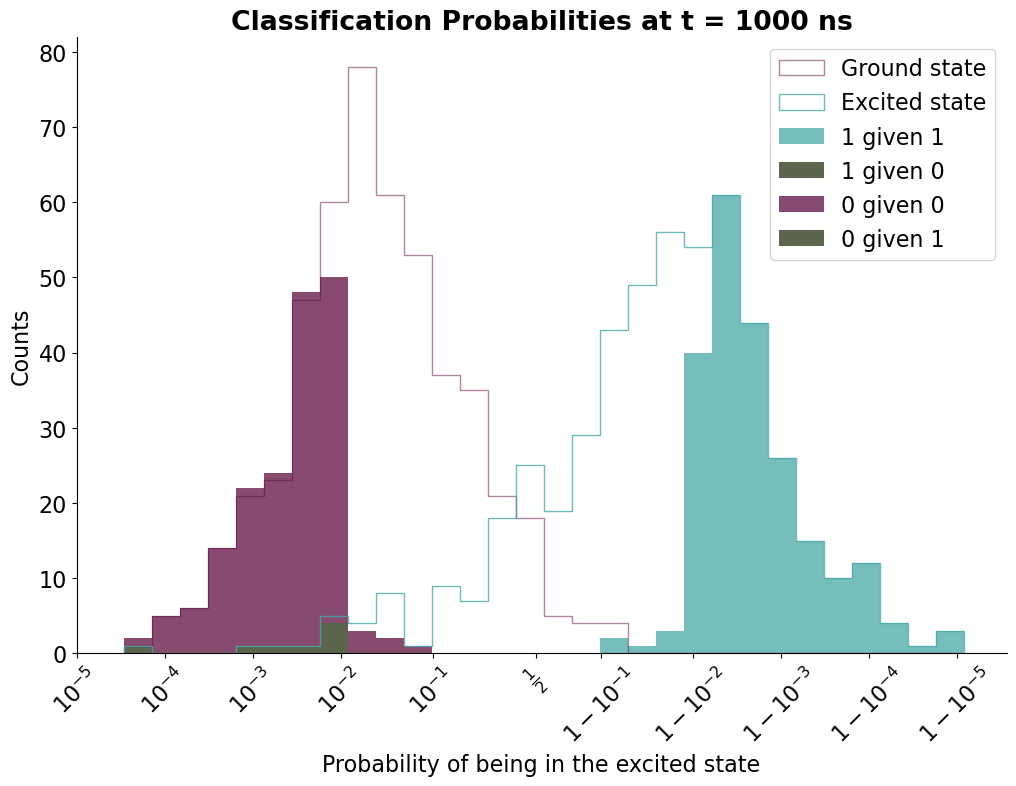 Classification Probabilities at t = 1000 ns
Counts
80
70
60
50
40
30
20
10
0
Ground state
Excited state
1 given 1
1 given 0
0 given 0
0 given 1
10⁻⁵
10⁻⁴
10⁻³
10⁻²
10⁻¹
1/2
1 − 10⁻¹
1 − 10⁻²
1 − 10⁻³
1 − 10⁻⁴
1 − 10⁻⁵
Probability of being in the excited state